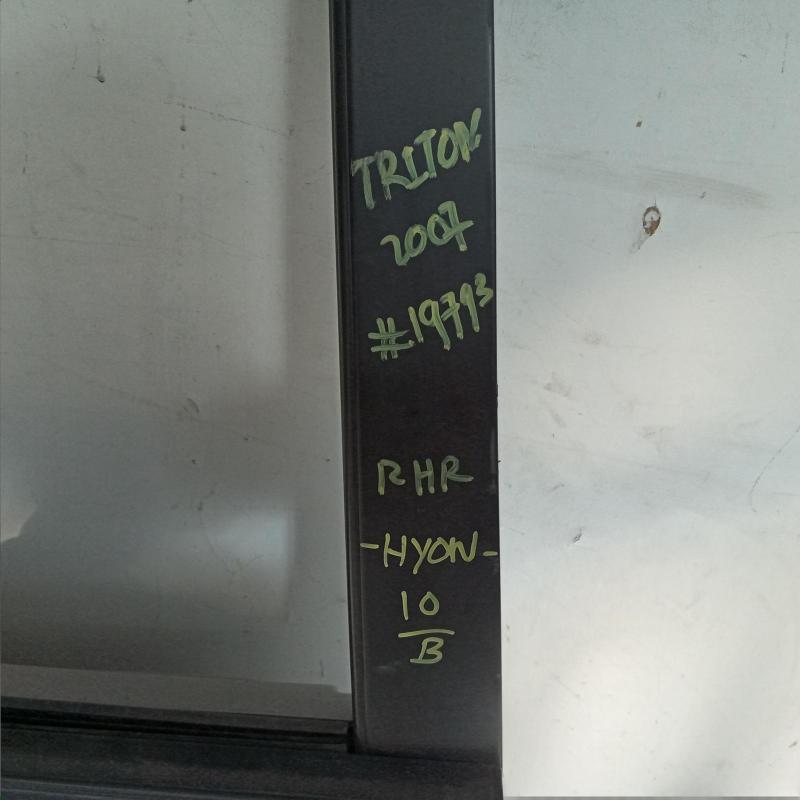 TRITON
2007
#19793
RHR
-HYON-
10
B